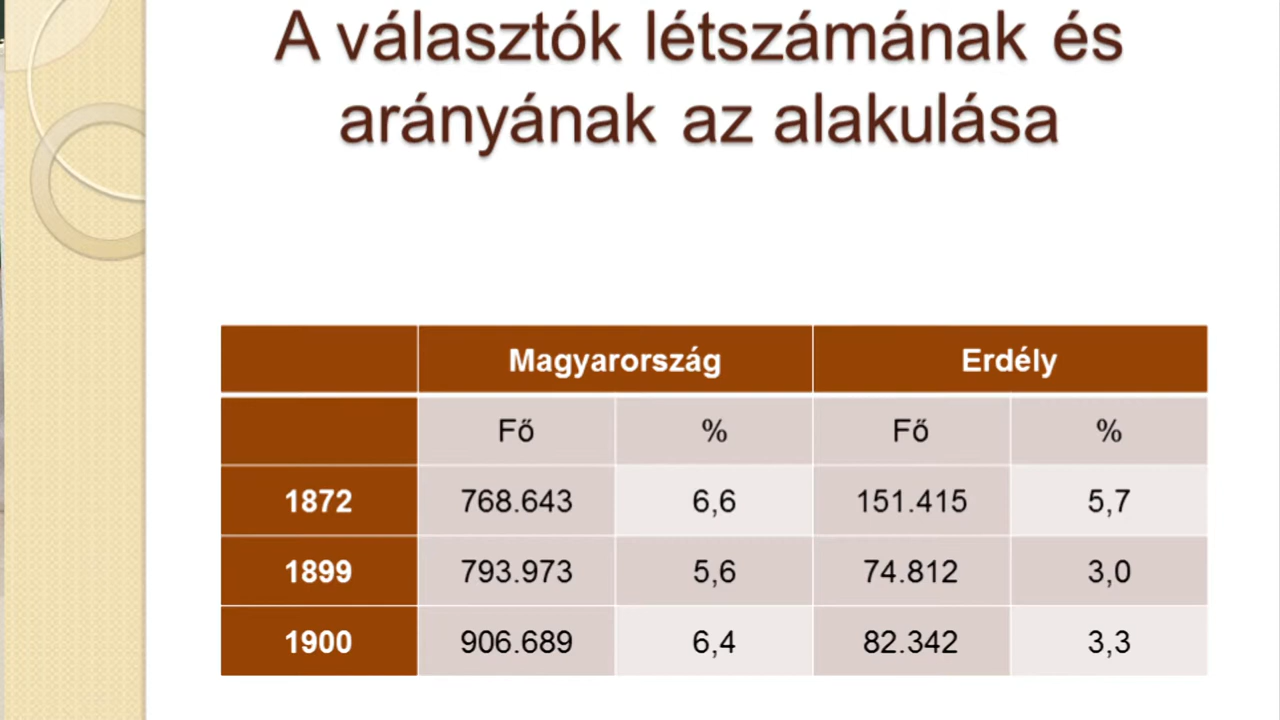 A választók létszámának és
arányának az alakulása
Magyarország Erdély
Fő % Fő %
1872 768.643 6,6 151.415 5,7
1899 793.973 5,6 74.812 3,0
1900 906.689 6,4 82.342 3,3